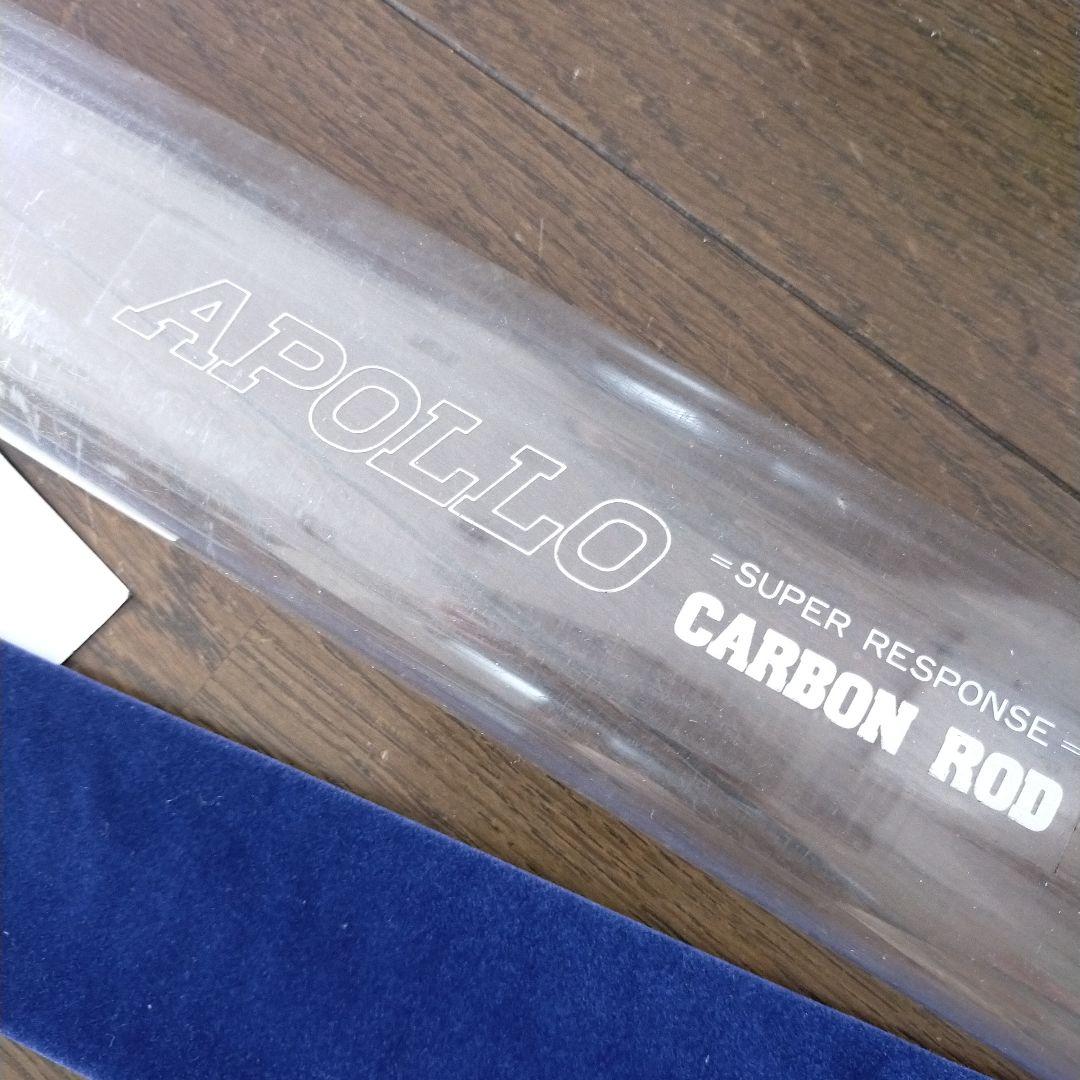 APOLLO
=SUPER RESPONSE=
CARBON ROD